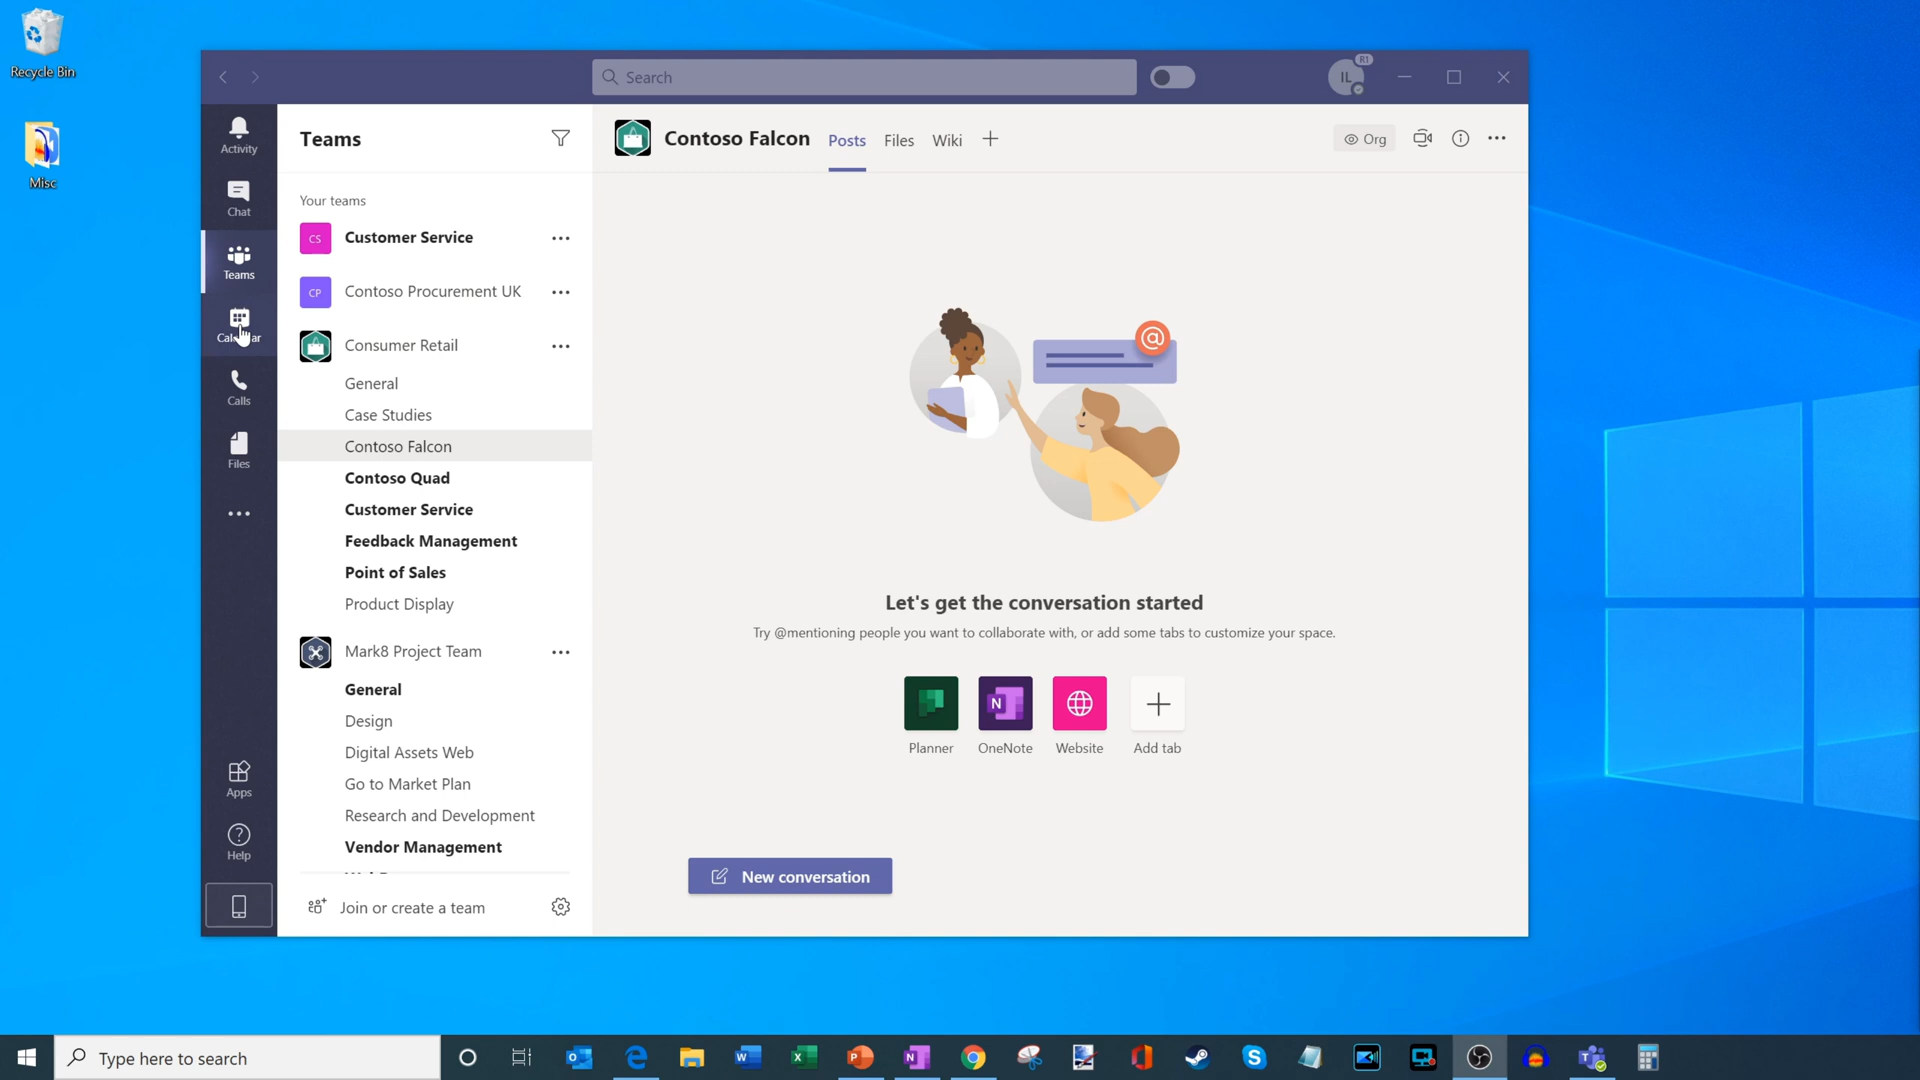 Recycle Bin
Misc
Search
IL
R1
Activity
Chat
Teams
Calendar
Calls
Files
Apps
Help
Teams
Your teams
CS
Customer Service
CP
Contoso Procurement UK
Consumer Retail
General
Case Studies
Contoso Falcon
Contoso Quad
Customer Service
Feedback Management
Point of Sales
Product Display
Mark8 Project Team
General
Design
Digital Assets Web
Go to Market Plan
Research and Development
Vendor Management
Join or create a team
Contoso Falcon
Posts
Files
Wiki
Org
@
Let's get the conversation started
Try @mentioning people you want to collaborate with, or add some tabs to customize your space.
N
Planner
OneNote
Website
Add tab
New conversation
Type here to search